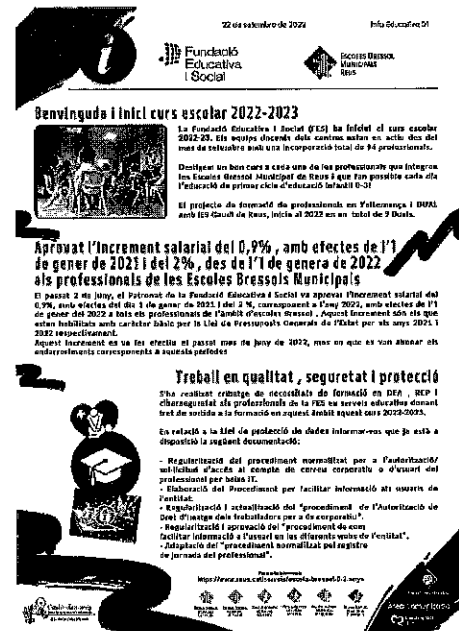 22 de setembre de 2022
Info Educativa 01
Fundació
Educativa
i Social
ESCOLES BRESSOL
MUNICIPALS
REUS
Benvinguda i inici curs escolar 2022-2023
La Fundació Educativa i Social (FES) ha iniciat el curs escolar
2022-23. Els equips docents dels centres estan en actiu des del
mes de setembre amb una incorporació total de 94 professionals.
Desitgem un bon curs a cada una de les professionals que integren
les Escoles Bressol Municipal de Reus i que fan possible cada dia
l'educació de primer cicle d'educació infantil 0-3!
El projecte de formació de professionals en
amb IES Gaudí de Reus, inicia al 2022 en un total de 9 Duals.
Aprovat l'increment salarial del 0,9% , amb efectes de l'1
de gener de 2021 i del 2% , des de l'1 de genera de 2022
als professionals de les Escoles Bressols Municipals
El passat 2 de juny, el Patronat de la Fundació Educativa i Social va aprovar l'increment salarial del
0,9%, amb efectes del dia 1 de gener de 2021 i del 2 %, corresponent a l'any 2022, amb efectes de l'1
de gener del 2022 a tots els professionals de l'àmbit d'escoles Bressol . Aquest increment són els que
estan habilitats amb caràcter bàsic per la Llei de Pressupostos Generals de l'Estat per els anys 2021 i
2022 respectivament.
Aquest increment es va fer efectiu el passat mes de juny de 2022, mes en que es van abonar els
endarreriments corresponents a aquests períodes
Treball en qualitat , seguretat i protecció
S'ha realitzat cribatge de necessitats de formació en DEA , RCP i
ciberseguretat als professionals de la FES en serveis educatius donant
tret de sortida a la formació en aquest àmbit aquest curs 2022-2023.
En relació a la Llei de protecció de dades informar-vos que ja està a
disposició la següent documentació:
- Regularització del procediment normalitzat per a l'autorització/
sol·licitud d'accés al compte de correu corporatiu o d'usuari del
professional per baixa IT.
- Elaboració del Procediment per facilitar informació als usuaris de
l'entitat.
- Regularització i actualització del "procediment de l'Autorització de
Dret d'imatge dels treballadors per a de corporatiu".
- Regularització i aprovació del "procediment de com
facilitar informació a l'usuari en les diferents webs de l'entitat".
- Adaptació del "procediment normalitzat pel registre
de jornada del professional".